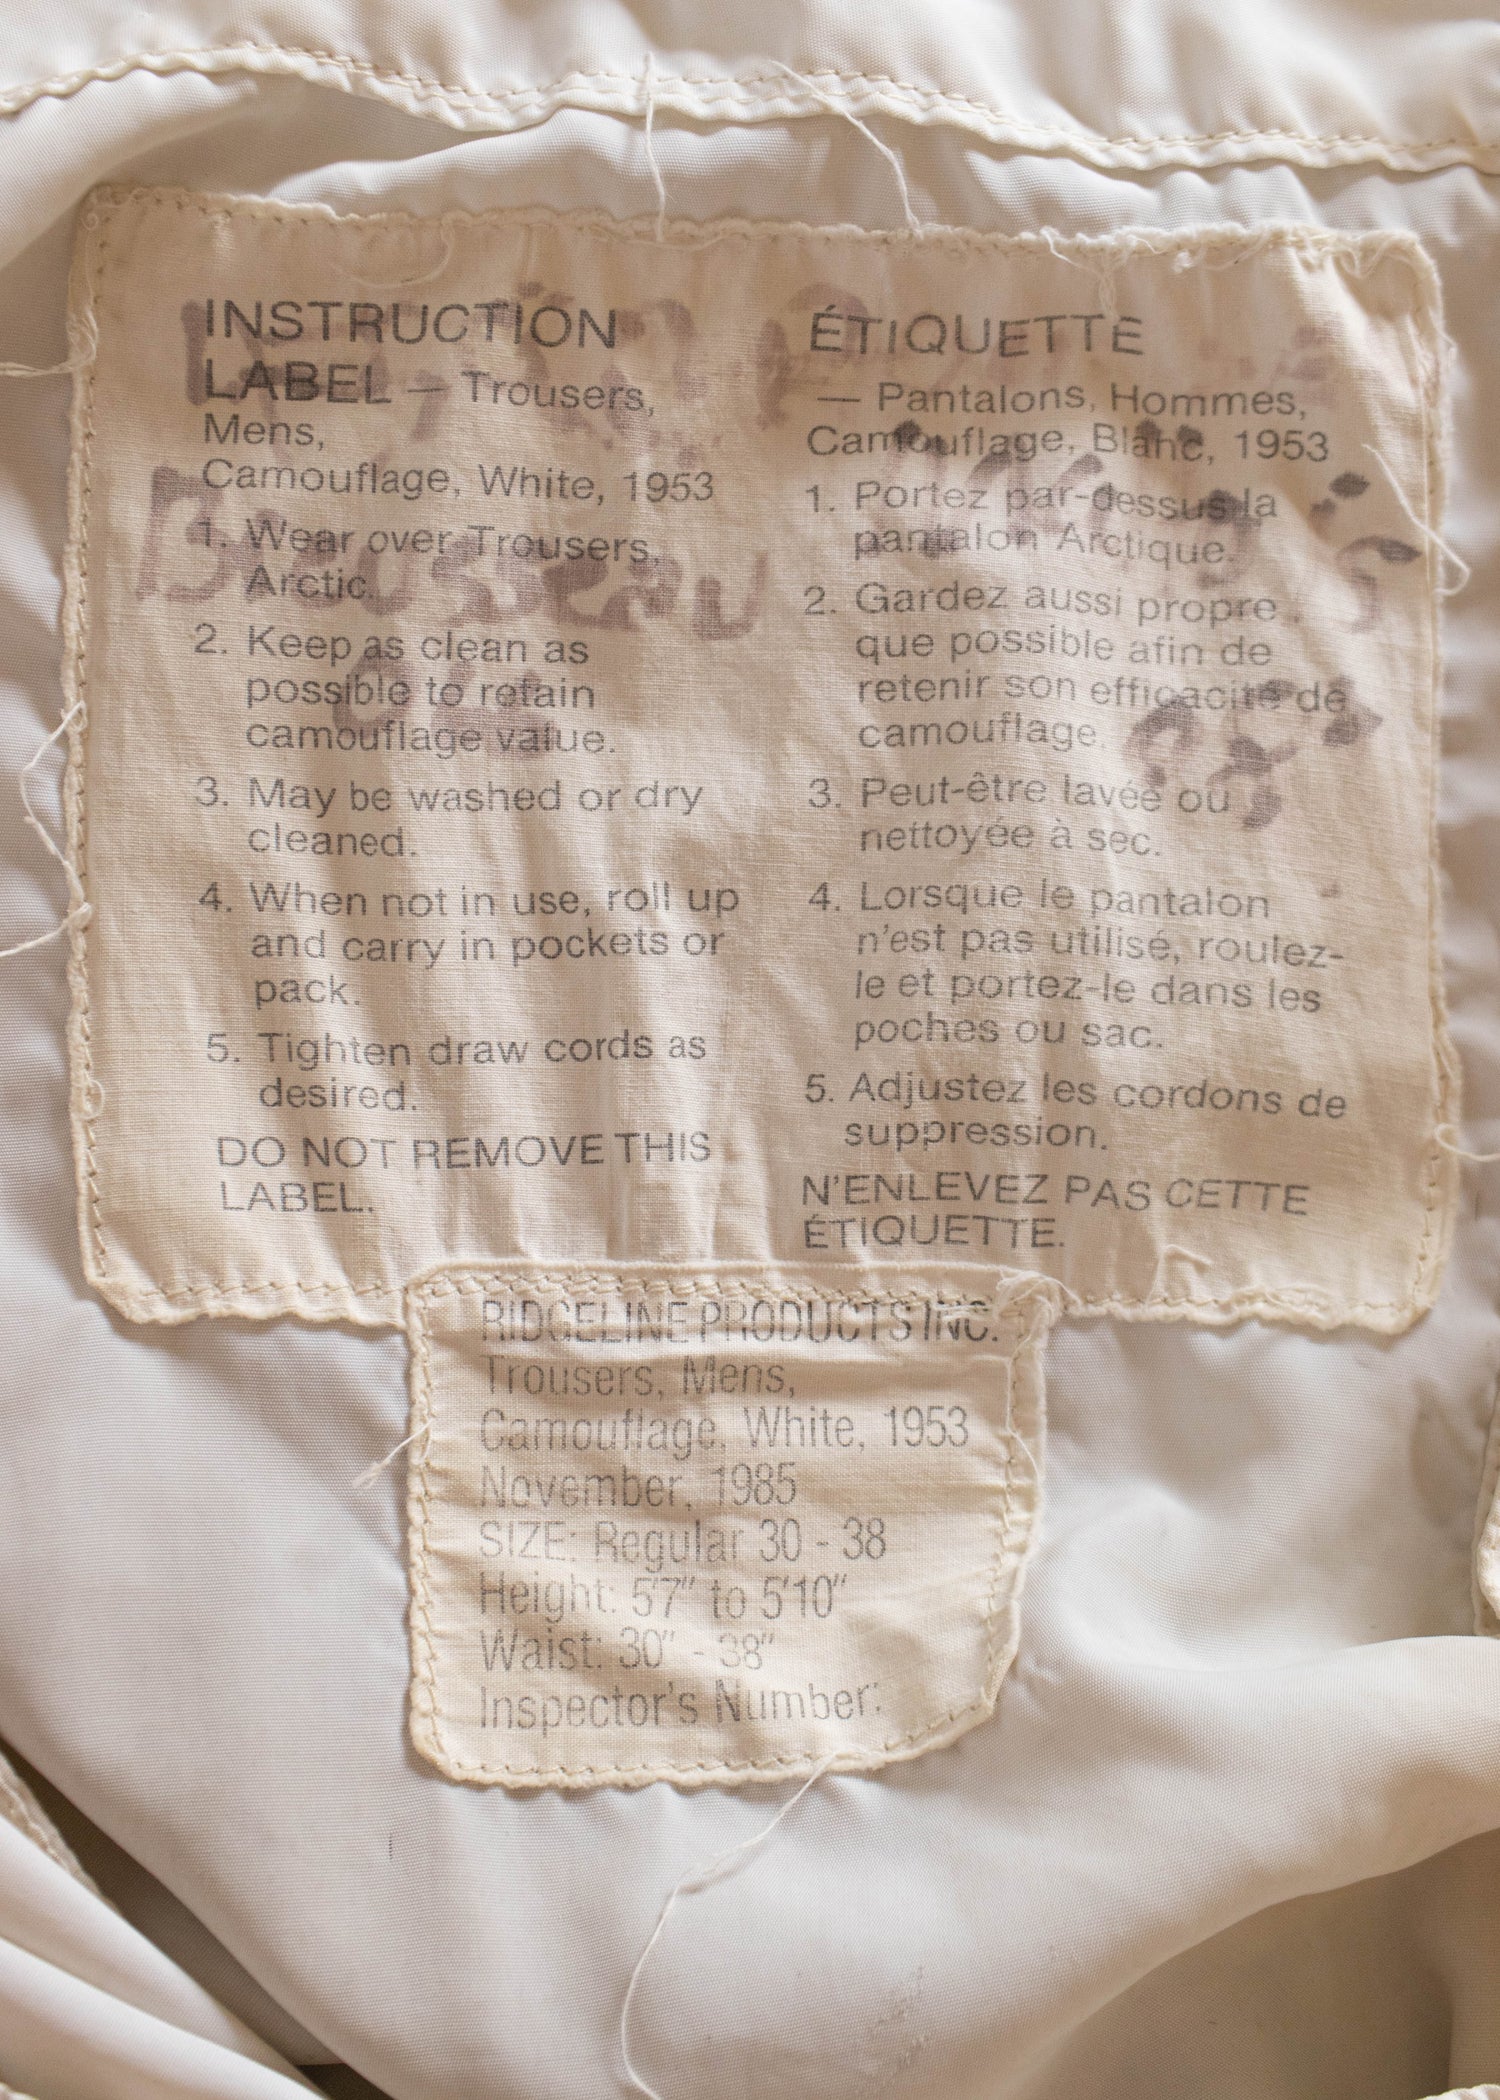 INSTRUCTION
LABEL — Trousers,
Mens,
Camouflage, White, 1953
1. Wear over Trousers,
Arctic.
2. Keep as clean as
possible to retain
camouflage value.
3. May be washed or dry
cleaned.
4. When not in use, roll up
and carry in pockets or
pack.
5. Tighten draw cords as
desired.
DO NOT REMOVE THIS
LABEL.
ÉTIQUETTE
— Pantalons, Hommes,
Camouflage, Blanc, 1953
1. Portez par-dessus la
pantalon Arctique.
2. Gardez aussi propre
que possible afin de
retenir son efficacité de
camouflage.
3. Peut-être lavée ou
nettoyée à sec.
4. Lorsque le pantalon
n'est pas utilisé, roulez-
le et portez-le dans les
poches ou sac.
5. Adjustez les cordons de
suppression.
N'ENLEVEZ PAS CETTE
ÉTIQUETTE.
RIDGELINE PRODUCTS INC.
Trousers, Mens,
Camouflage, White, 1953
November, 1985
SIZE: Regular 30 - 38
Height: 5'7" to 5'10"
Waist: 30" - 38"
Inspector's Number: